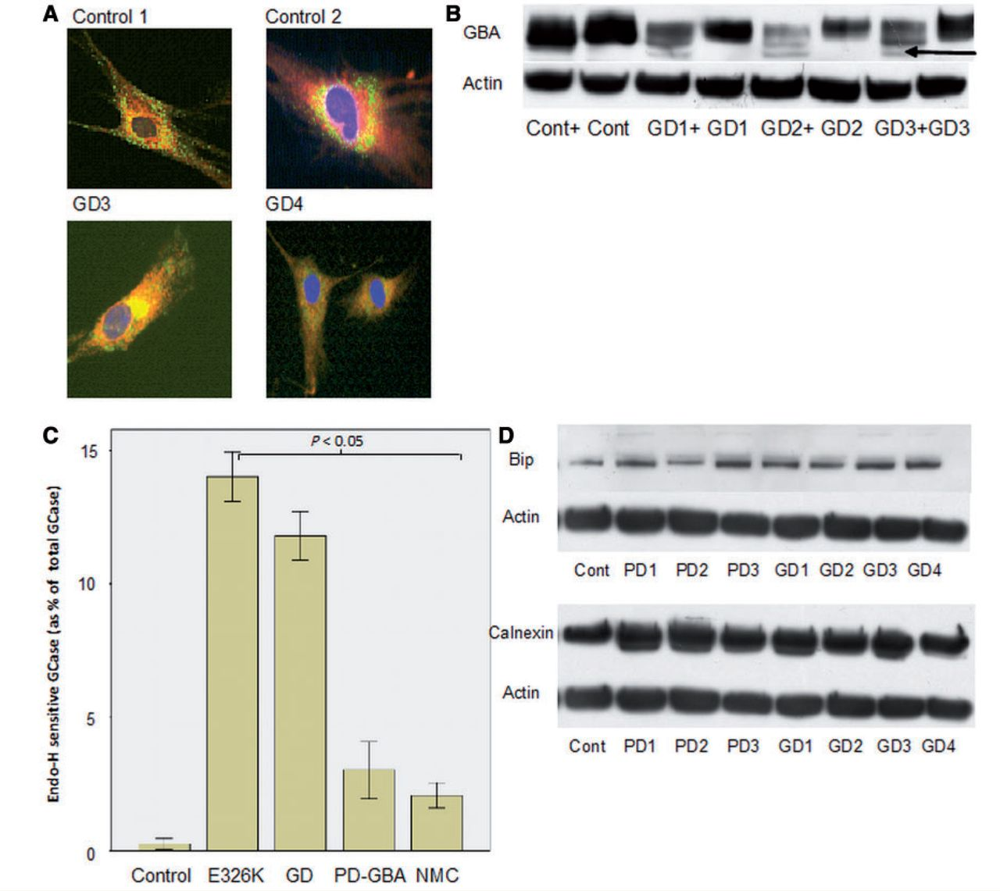 A
Control 1
Control 2
GD3
GD4
B
GBA
Actin
Cont+ Cont GD1+ GD1 GD2+ GD2 GD3+GD3
C
P < 0.05
Endo-H sensitive GCase (as % of total GCase)
15
10
5
0
Control E326K GD PD-GBA NMC
D
Bip
Actin
Cont PD1 PD2 PD3 GD1 GD2 GD3 GD4
Calnexin
Actin
Cont PD1 PD2 PD3 GD1 GD2 GD3 GD4